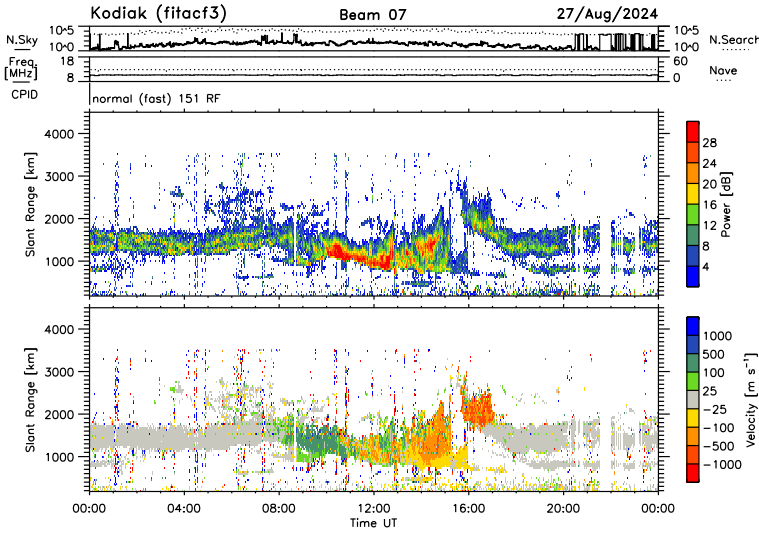 Kodiak (fitacf3) Beam 07 27/Aug/2024
N.Sky 10^5 10^0 10^5 10^0 N.Search
Freq. [MHz] 18 8 60 0 Nave
CPID normal (fast) 151 RF
Slant Range [km] 4000 3000 2000 1000
28 24 20 16 12 8 4 Power [dB]
Slant Range [km] 4000 3000 2000 1000
1000 500 100 25 −25 −100 −500 −1000 Velocity [m s⁻¹]
00:00 04:00 08:00 12:00 16:00 20:00 00:00
Time UT